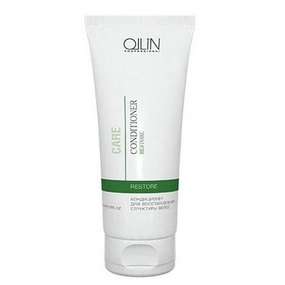 OLLIN
PROFESSIONAL
CARE
CONDITIONER
RESTORE
RESTORE
КОНДИЦИОНЕР
ДЛЯ ВОССТАНОВЛЕНИЯ
СТРУКТУРЫ ВОЛОС